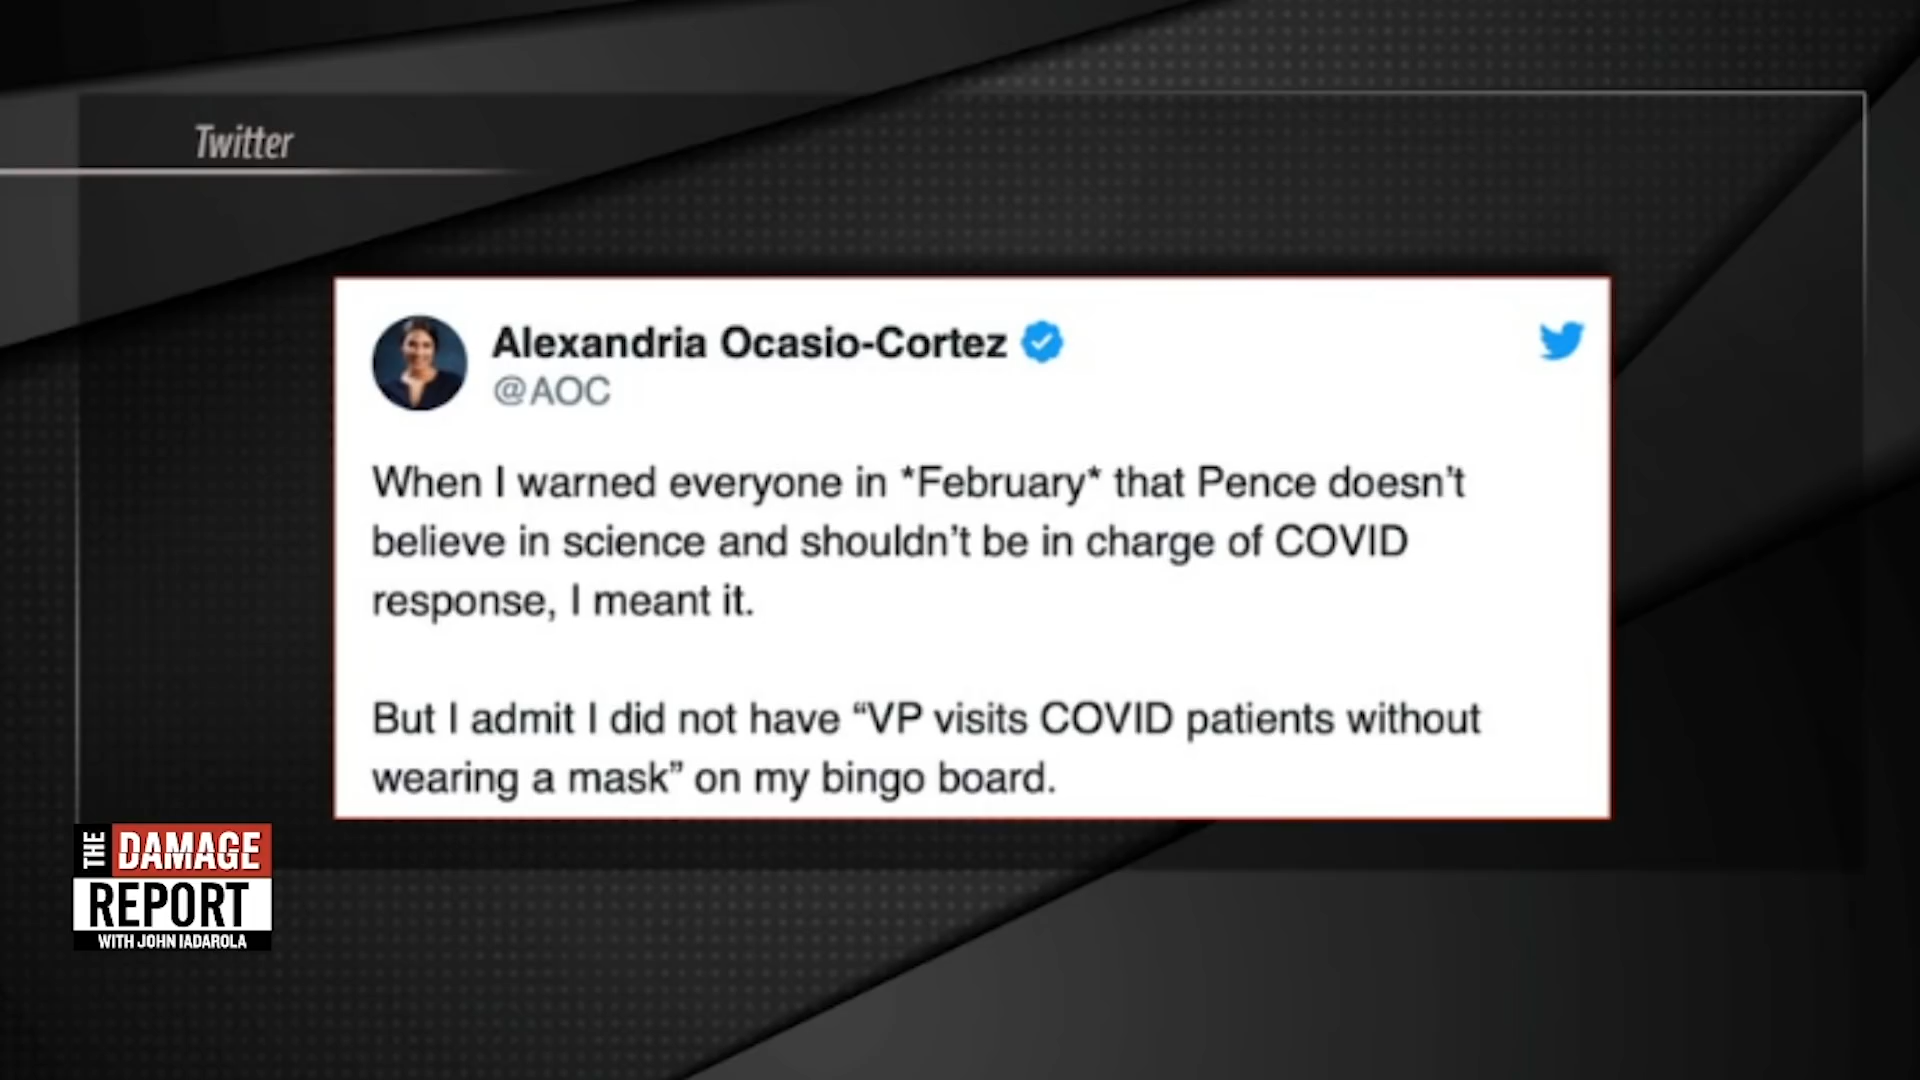 Twitter
Alexandria Ocasio-Cortez
@AOC
When I warned everyone in *February* that Pence doesn't
believe in science and shouldn't be in charge of COVID
response, I meant it.
But I admit I did not have “VP visits COVID patients without
wearing a mask” on my bingo board.
THE DAMAGE
REPORT
WITH JOHN IADAROLA